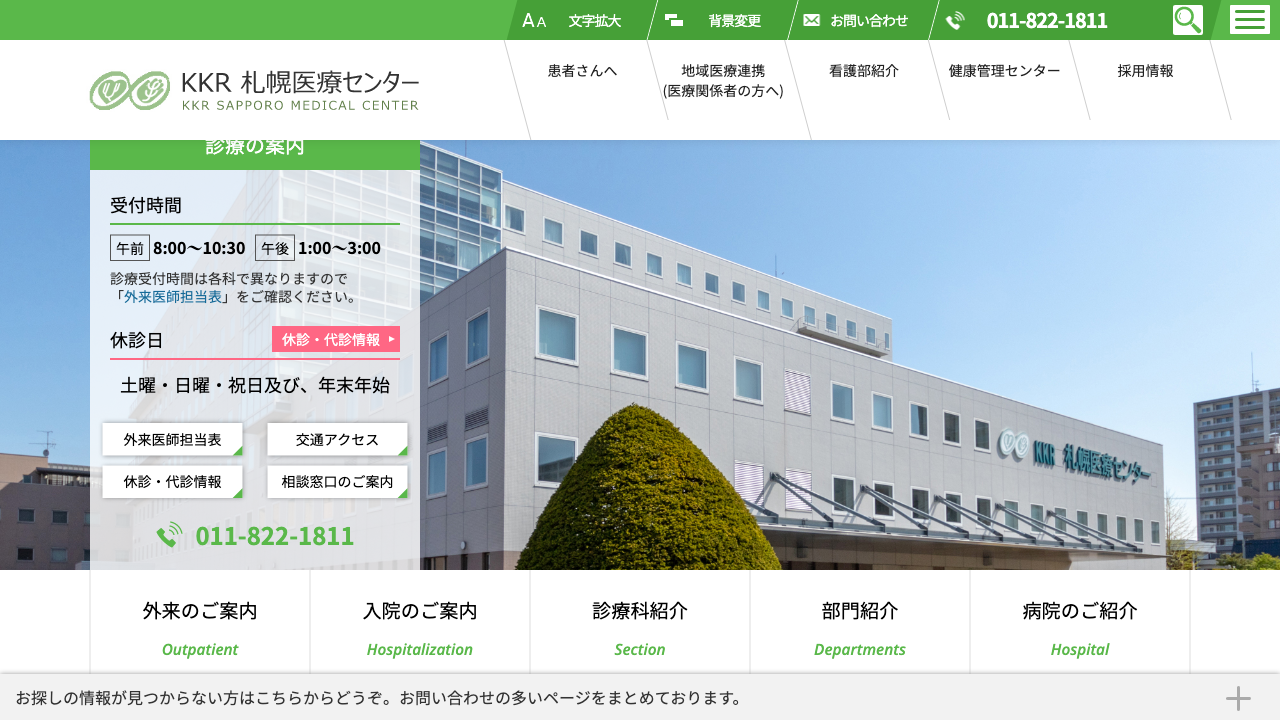 AA 文字拡大 背景変更 お問い合わせ 011-822-1811
KKR 札幌医療センター
KKR SAPPORO MEDICAL CENTER
患者さんへ
地域医療連携
(医療関係者の方へ)
看護部紹介
健康管理センター
採用情報
診療の案内
受付時間
午前 8:00〜10:30 午後 1:00〜3:00
診療受付時間は各科で異なりますので
「外来医師担当表」をご確認ください。
休診日
休診・代診情報
土曜・日曜・祝日及び、年末年始
外来医師担当表
交通アクセス
休診・代診情報
相談窓口のご案内
011-822-1811
KKR 札幌医療センター
外来のご案内
Outpatient
入院のご案内
Hospitalization
診療科紹介
Section
部門紹介
Departments
病院のご紹介
Hospital
お探しの情報が見つからない方はこちらからどうぞ。お問い合わせの多いページをまとめております。